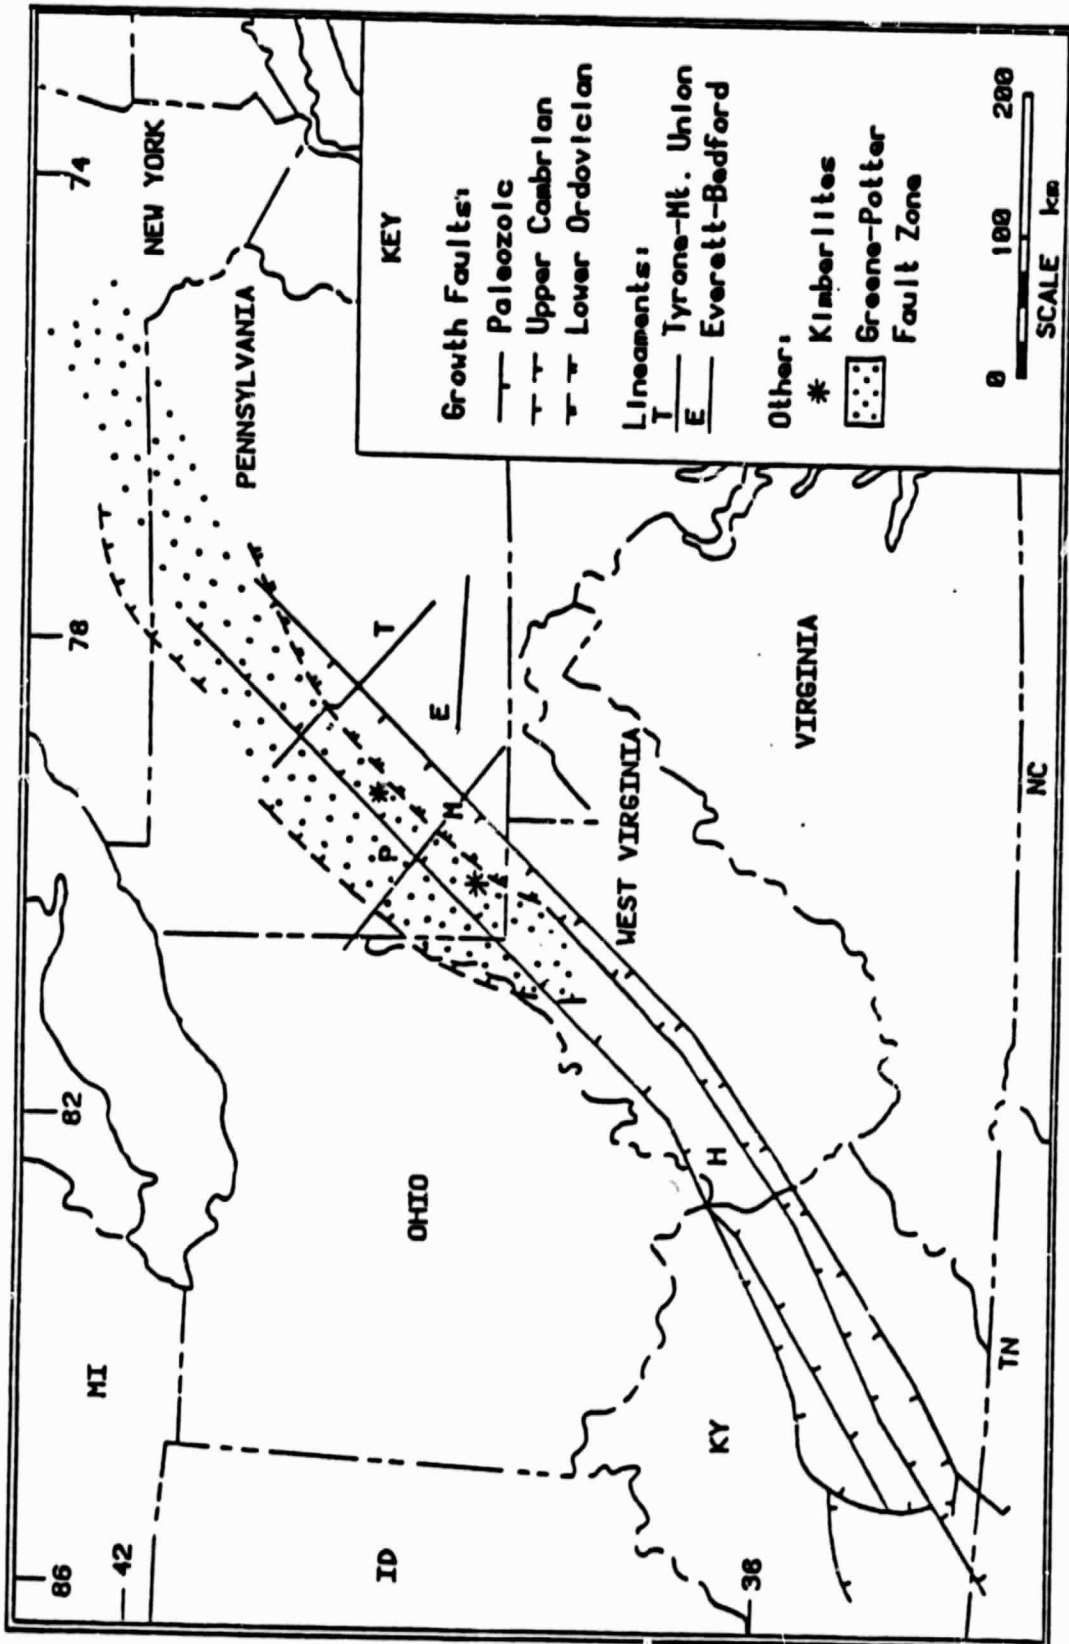 86
82
78
74
42
38
MI
NEW YORK
PENNSYLVANIA
OHIO
ID
T
E
P
M
WEST VIRGINIA
VIRGINIA
H
KY
TN
NC
KEY
Growth Faults:
Paleozoic
Upper Cambrian
Lower Ordovician
Lineaments:
T Tyrone-Mt. Union
E Everett-Bedford
Other:
Kimberlites
Greene-Potter
Fault Zone
0 100 200
SCALE km